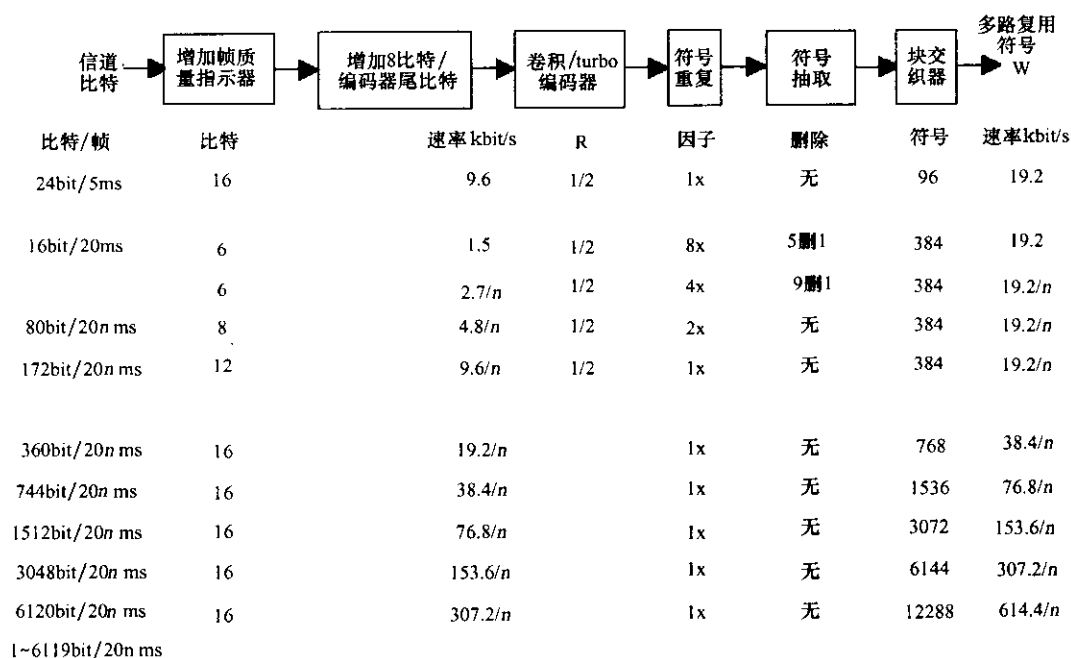 信道
比特
增加帧质
量指示器
增加8比特/
编码器尾比特
卷积/turbo
编码器
符号
重复
符号
抽取
块交
织器
多路复用
符号
W
比特/帧 比特 速率 kbit/s R 因子 删除 符号 速率kbit/s
24bit/5ms 16 9.6 1/2 1x 无 96 19.2
16bit/20ms 6 1.5 1/2 8x 5删1 384 19.2
6 2.7/n 1/2 4x 9删1 384 19.2/n
80bit/20n ms 8 4.8/n 1/2 2x 无 384 19.2/n
172bit/20n ms 12 9.6/n 1/2 1x 无 384 19.2/n
360bit/20n ms 16 19.2/n 1x 无 768 38.4/n
744bit/20n ms 16 38.4/n 1x 无 1536 76.8/n
1512bit/20n ms 16 76.8/n 1x 无 3072 153.6/n
3048bit/20n ms 16 153.6/n 1x 无 6144 307.2/n
6120bit/20n ms 16 307.2/n 1x 无 12288 614.4/n
1~6119bit/20n ms